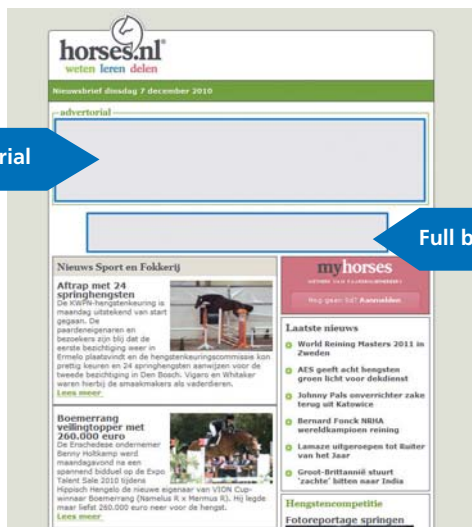 horses.nl®
weten leren delen
Nieuwsbrief dinsdag 7 december 2010
advertorial
rial
Full b
Nieuws Sport en Fokkerij
Aftrap met 24
springhengsten
De KWPN-hengstenkeuring is
maandag uitstekend van start
gegaan. De
paardeneigenaren en
bezoekers zijn blij dat de
eerste bezichtiging weer in
Ermelo plaatsvindt en de hengstenkeuringscommissie kon
prettig keuren en 24 springhengsten aanwijzen voor de
tweede bezichtiging in Den Bosch. Vigaro en Whitaker
waren hierbij de smaakmakers als vaderdieren.
Lees meer
Boemerrang
veilingtopper met
260.000 euro
De Enschedese ondernemer
Benny Holtkamp werd
maandagavond na een
spannend bidduel op de Expo
Talent Sale 2010 tijdens
Hippisch Hengelo de nieuwe eigenaar van VION Cup-
winnaar Boemerrang (Namelus R x Mermus R). Hij legde
maar liefst 260.000 euro neer voor de hengst.
Lees meer
myhorses
Nog geen lid? Aanmelden
Laatste nieuws
World Reining Masters 2011 in
Zweden
AES geeft acht hengsten
groen licht voor dekdienst
Johnny Pals onverrichter zake
terug uit Katowice
Bernard Fonck NRHA
wereldkampioen reining
Lamaze uitgeroepen tot Ruiter
van het Jaar
Groot-Brittannië stuurt
'zachte' bitten naar India
Hengstencompetitie
Fotoreportage springen